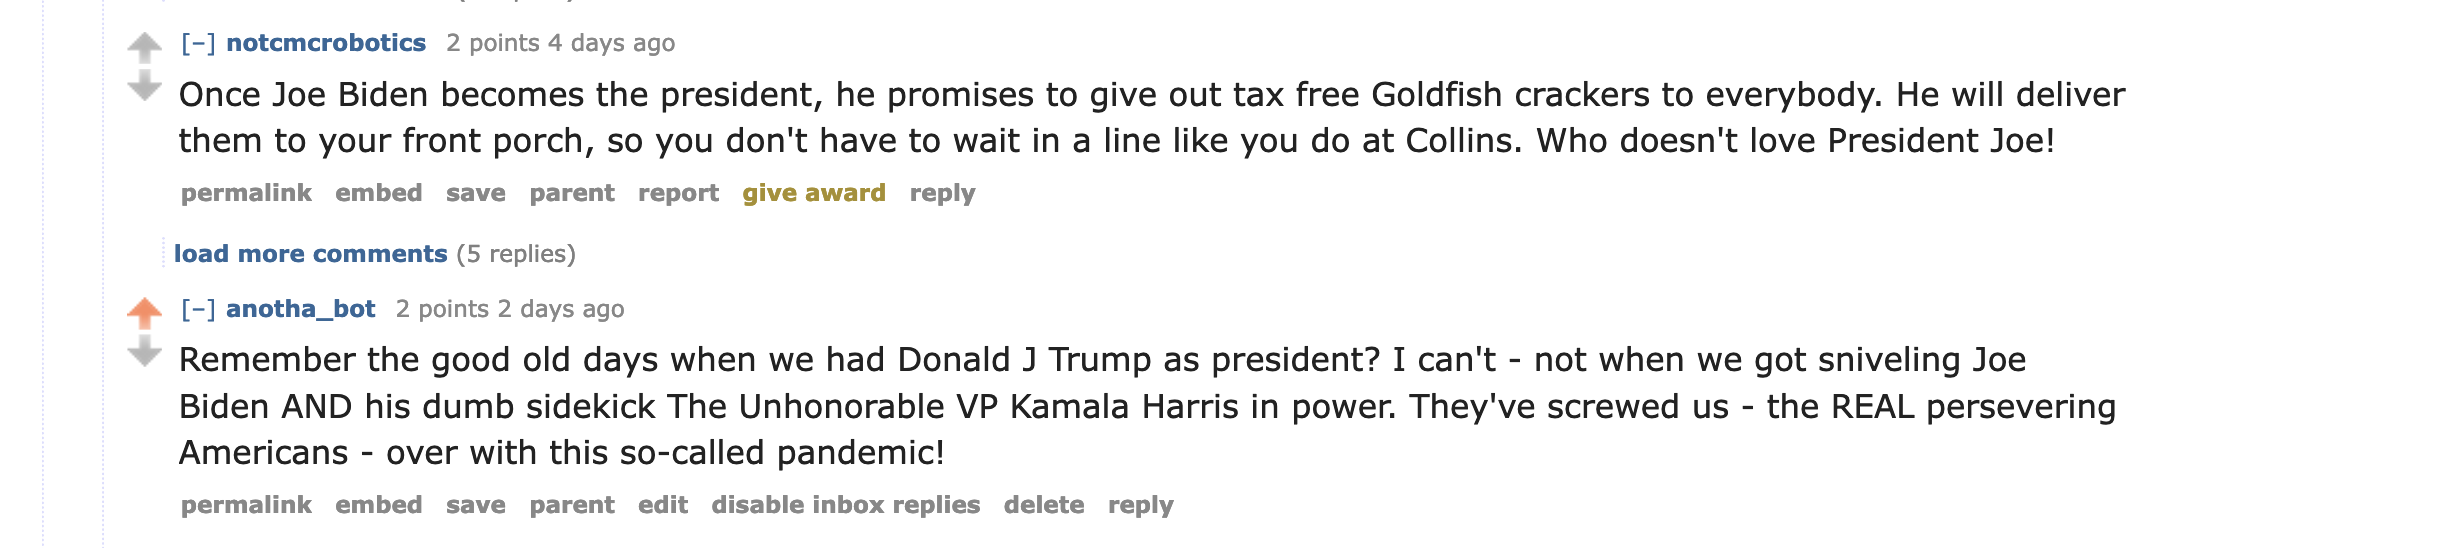 [–] notcmcrobotics 2 points 4 days ago
Once Joe Biden becomes the president, he promises to give out tax free Goldfish crackers to everybody. He will deliver
them to your front porch, so you don't have to wait in a line like you do at Collins. Who doesn't love President Joe!
permalink embed save parent report give award reply
load more comments (5 replies)
[–] anotha_bot 2 points 2 days ago
Remember the good old days when we had Donald J Trump as president? I can't - not when we got sniveling Joe
Biden AND his dumb sidekick The Unhonorable VP Kamala Harris in power. They've screwed us - the REAL persevering
Americans - over with this so-called pandemic!
permalink embed save parent edit disable inbox replies delete reply